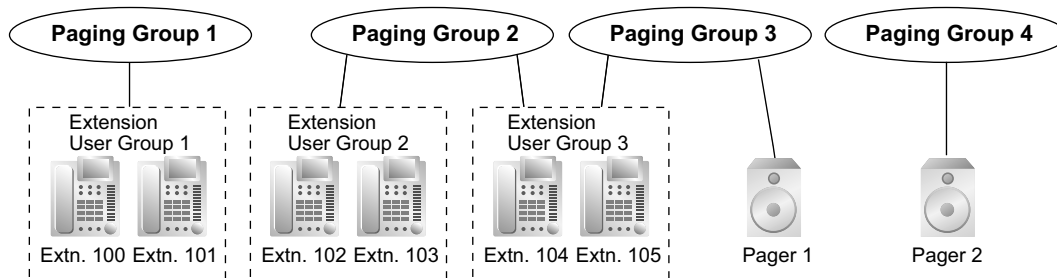 Paging Group 1
Paging Group 2
Paging Group 3
Paging Group 4
Extension
User Group 1
Extension
User Group 2
Extension
User Group 3
Extn. 100 Extn. 101
Extn. 102 Extn. 103
Extn. 104 Extn. 105
Pager 1
Pager 2